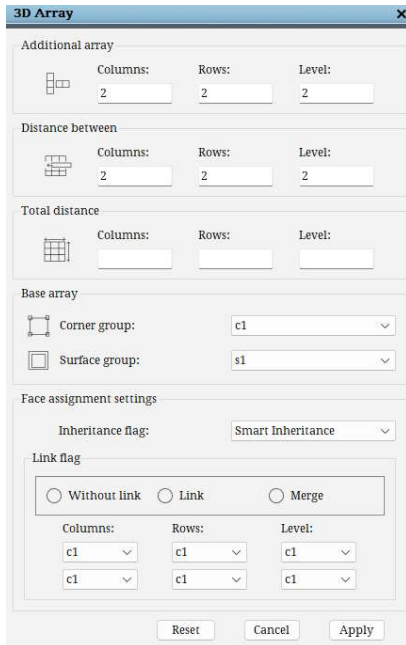 3D Array
Additional array
Columns: Rows: Level:
2 2 2
Distance between
Columns: Rows: Level:
2 2 2
Total distance
Columns: Rows: Level:
Base array
Corner group: c1
Surface group: s1
Face assignment settings
Inheritance flag: Smart Inheritance
Link flag
Without link Link Merge
Columns: Rows: Level:
c1 c1 c1
c1 c1 c1
Reset Cancel Apply